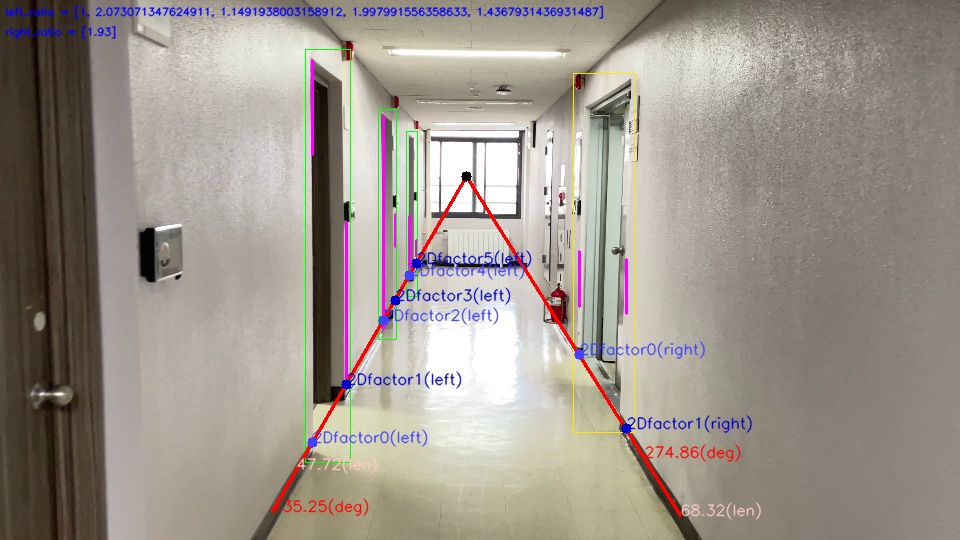 left_ratio = [1, 2.073071347624911, 1.1491938003158912, 1.997991556358633, 1.4367931436931487]
right_ratio = [1.93]
2Dfactor5(left)
2Dfactor4(left)
2Dfactor3(left)
2Dfactor2(left)
2Dfactor0(right)
2Dfactor1(left)
2Dfactor1(right)
2Dfactor0(left)
274.86(deg)
47.72(len)
35.25(deg)
68.32(len)